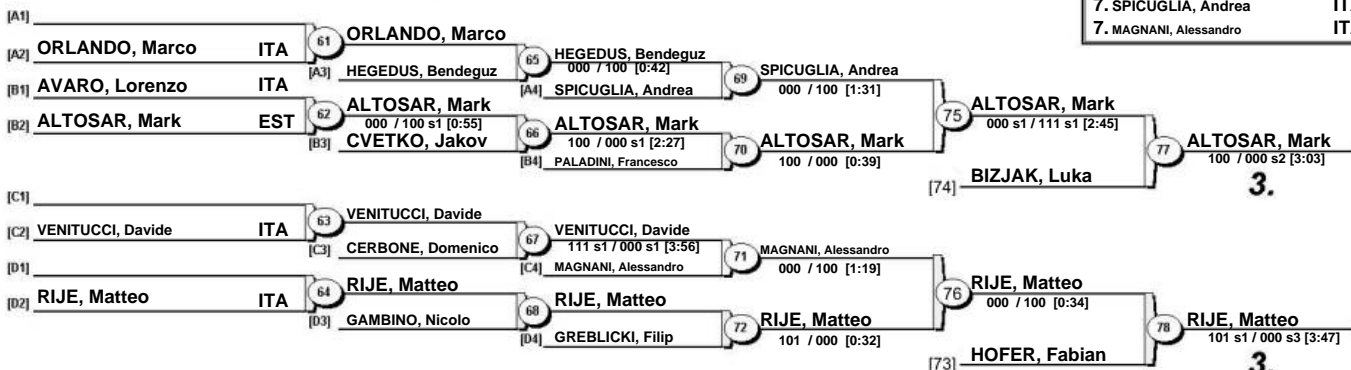 7. SPICUGLIA, Andrea
7. MAGNANI, Alessandro
[A1]
[A2] ORLANDO, Marco ITA
61
ORLANDO, Marco
[A3] HEGEDUS, Bendeguz
65
HEGEDUS, Bendeguz
000 / 100 [0:42]
[A4] SPICUGLIA, Andrea
69
SPICUGLIA, Andrea
000 / 100 [1:31]
[B1] AVARO, Lorenzo ITA
[B2] ALTOSAR, Mark EST
62
ALTOSAR, Mark
000 / 100 s1 [0:55]
[B3] CVETKO, Jakov
66
ALTOSAR, Mark
100 / 000 s1 [2:27]
[B4] PALADINI, Francesco
70
ALTOSAR, Mark
100 / 000 [0:39]
75
ALTOSAR, Mark
000 s1 / 111 s1 [2:45]
[74] BIZJAK, Luka
77
ALTOSAR, Mark
100 / 000 s2 [3:03]
3.
[C1]
[C2] VENITUCCI, Davide ITA
63
VENITUCCI, Davide
[C3] CERBONE, Domenico
67
VENITUCCI, Davide
111 s1 / 000 s1 [3:56]
[C4] MAGNANI, Alessandro
71
MAGNANI, Alessandro
000 / 100 [1:19]
[D1]
[D2] RIJE, Matteo ITA
64
RIJE, Matteo
[D3] GAMBINO, Nicolo
68
RIJE, Matteo
[D4] GREBLICKI, Filip
72
RIJE, Matteo
101 / 000 [0:32]
76
RIJE, Matteo
000 / 100 [0:34]
[73] HOFER, Fabian
78
RIJE, Matteo
101 s1 / 000 s3 [3:47]
3.